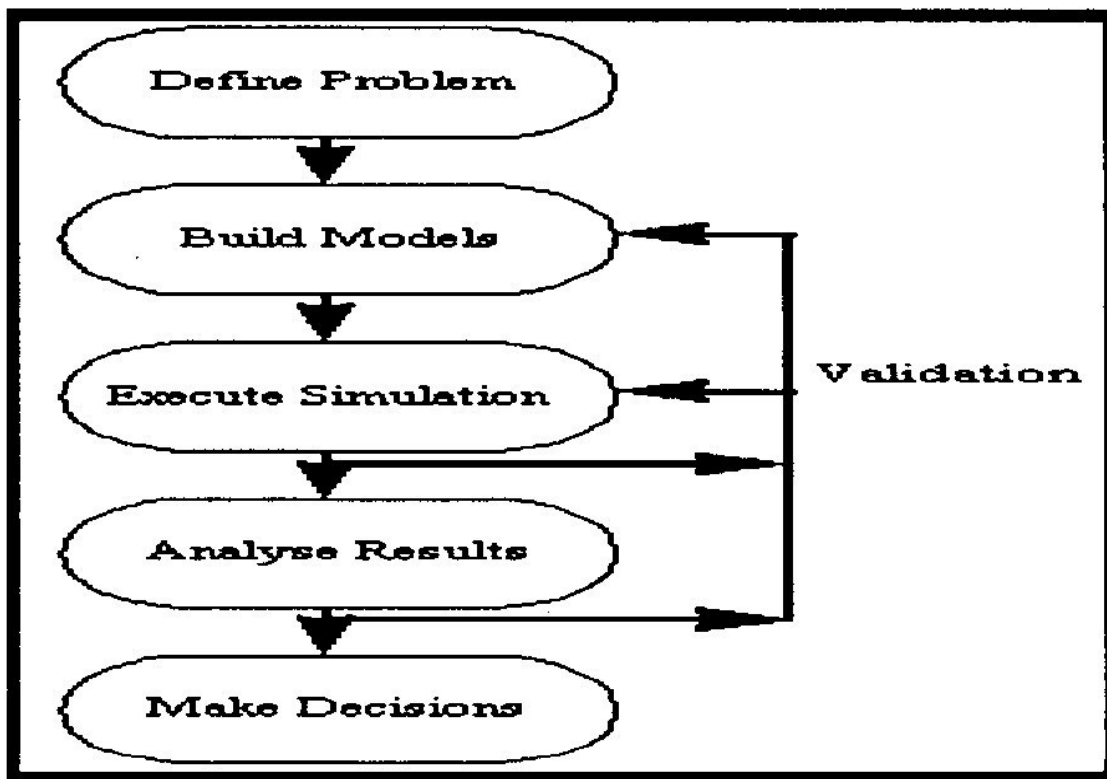 Define Problem
Build Models
Execute Simulation
Validation
Analyse Results
Make Decisions